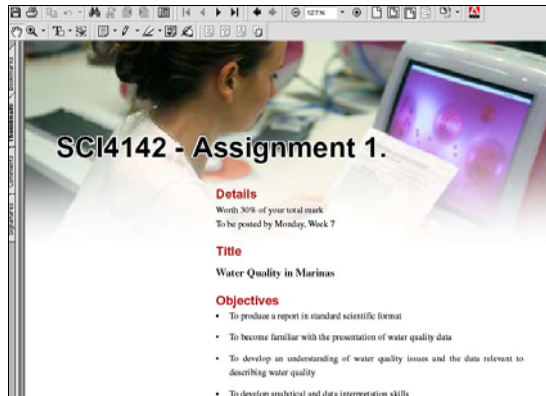 127%
SCI4142 - Assignment 1.
Details
Worth 30% of your total mark
To be posted by Monday, Week 7
Title
Water Quality in Marinas
Objectives
• To produce a report in standard scientific format
• To become familiar with the presentation of water quality data
• To develop an understanding of water quality issues and the data relevant to
describing water quality
• To develop analytical and data interpretation skills
Comments
Signatures